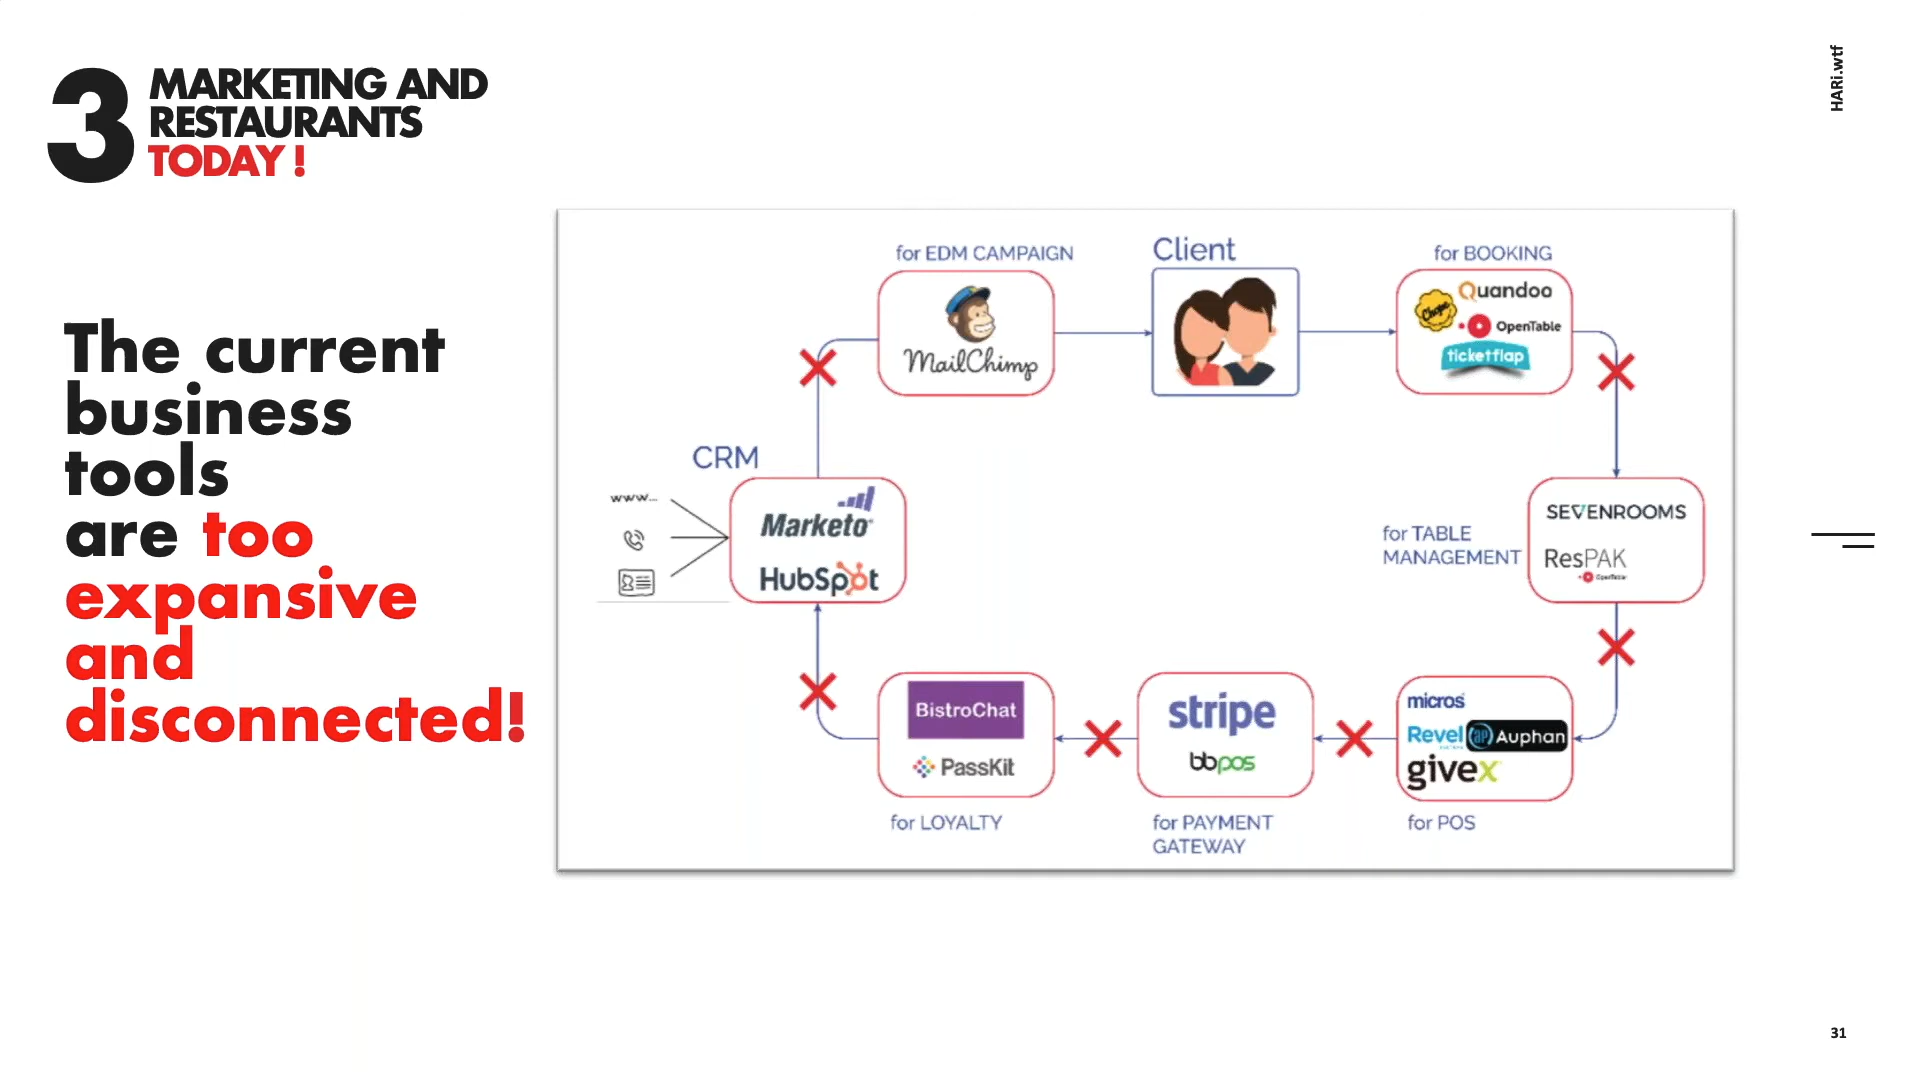 3
MARKETING AND
RESTAURANTS
TODAY !
HARi.wtf
The current
business
tools
are too
expansive
and
disconnected!
for EDM CAMPAIGN
MailChimp
Client
for BOOKING
Quandoo
Chope
OpenTable
ticketflap
CRM
www...
Marketo
HubSpot
for TABLE
MANAGEMENT
SEVENROOMS
ResPAK
OpenTable
BistroChat
PassKit
for LOYALTY
stripe
bbpos
for PAYMENT
GATEWAY
micros
Revel
Auphan
givex
for POS
31